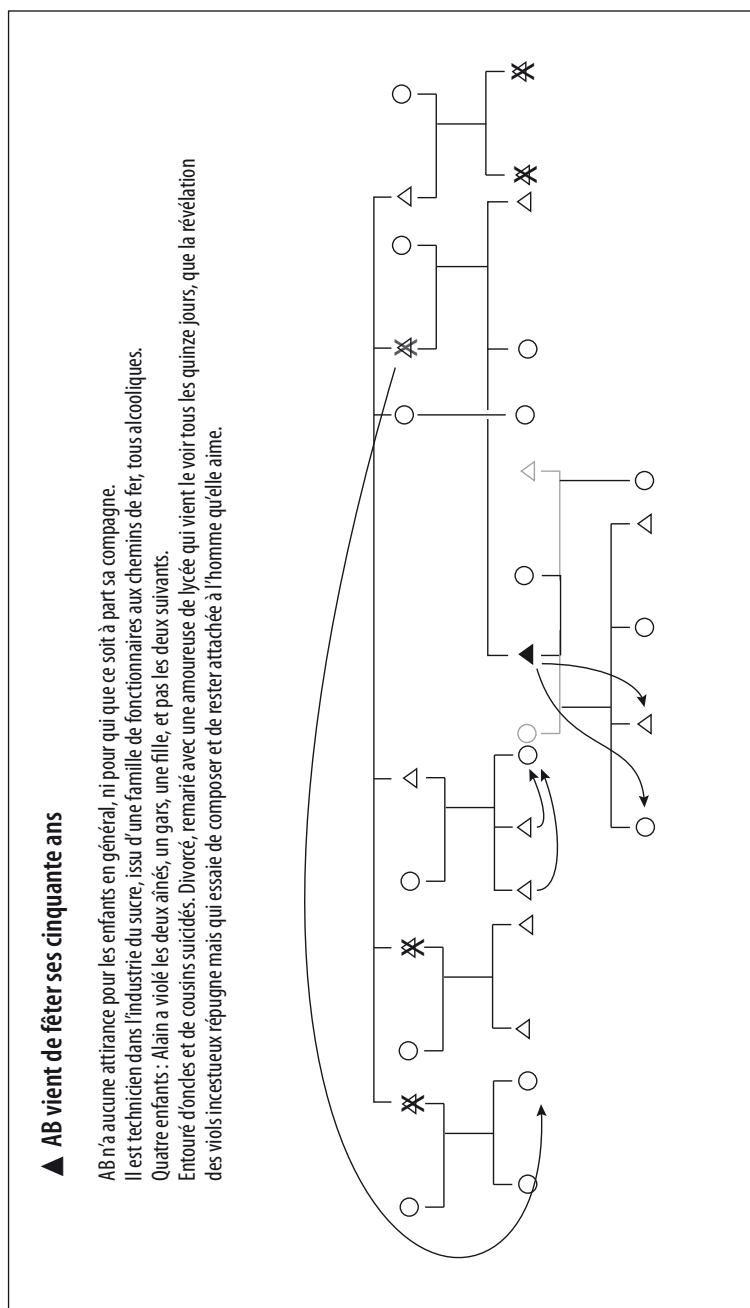 ▲ AB vient de fêter ses cinquante ans
AB n'a aucune attirance pour les enfants en général, ni pour qui que ce soit à part sa compagne.
Il est technicien dans l'industrie du sucre, issu d'une famille de fonctionnaires aux chemins de fer, tous alcooliques.
Quatre enfants : Alain a violé les deux aînés, un gars, une fille, et pas les deux suivants.
Entouré d'oncles et de cousins suicidés. Divorcé, remarié avec une amoureuse de lycée qui vient le voir tous les quinze jours, que la révélation
des viols incestueux répugne mais qui essaie de composer et de rester attachée à l'homme qu'elle aime.